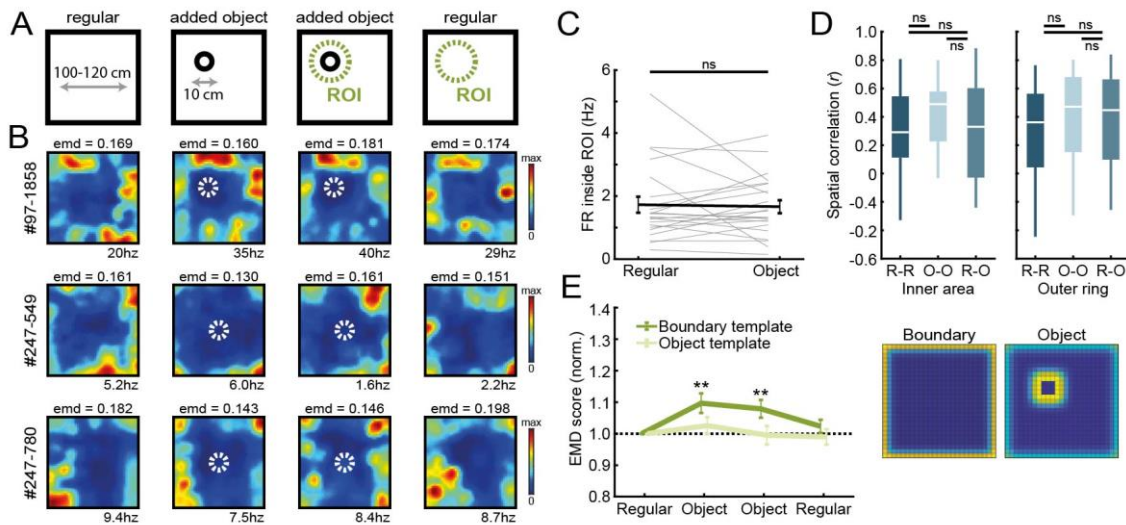 A
regular
added object
added object
regular
100-120 cm
10 cm
ROI
ROI
B
emd = 0.169
emd = 0.160
emd = 0.181
emd = 0.174
#97-1858
max
0
20hz
35hz
40hz
29hz
emd = 0.161
emd = 0.130
emd = 0.161
emd = 0.151
#247-549
max
0
5.2hz
6.0hz
1.6hz
2.2hz
emd = 0.182
emd = 0.143
emd = 0.146
emd = 0.198
#247-780
max
0
9.4hz
7.5hz
8.4hz
8.7hz
C
ns
FR inside ROI (Hz)
6
4
2
0
Regular
Object
D
ns
ns
ns
ns
ns
ns
Spatial correlation (r)
1.0
0.8
0.6
0.4
0.2
0
-0.4
-0.2
-0.6
R-R O-O R-O
Inner area
R-R O-O R-O
Outer ring
E
Boundary template
Object template
EMD score (norm.)
1.2
1.1
1.0
0.9
0.8
**
**
Regular
Object
Object
Regular
Boundary
Object